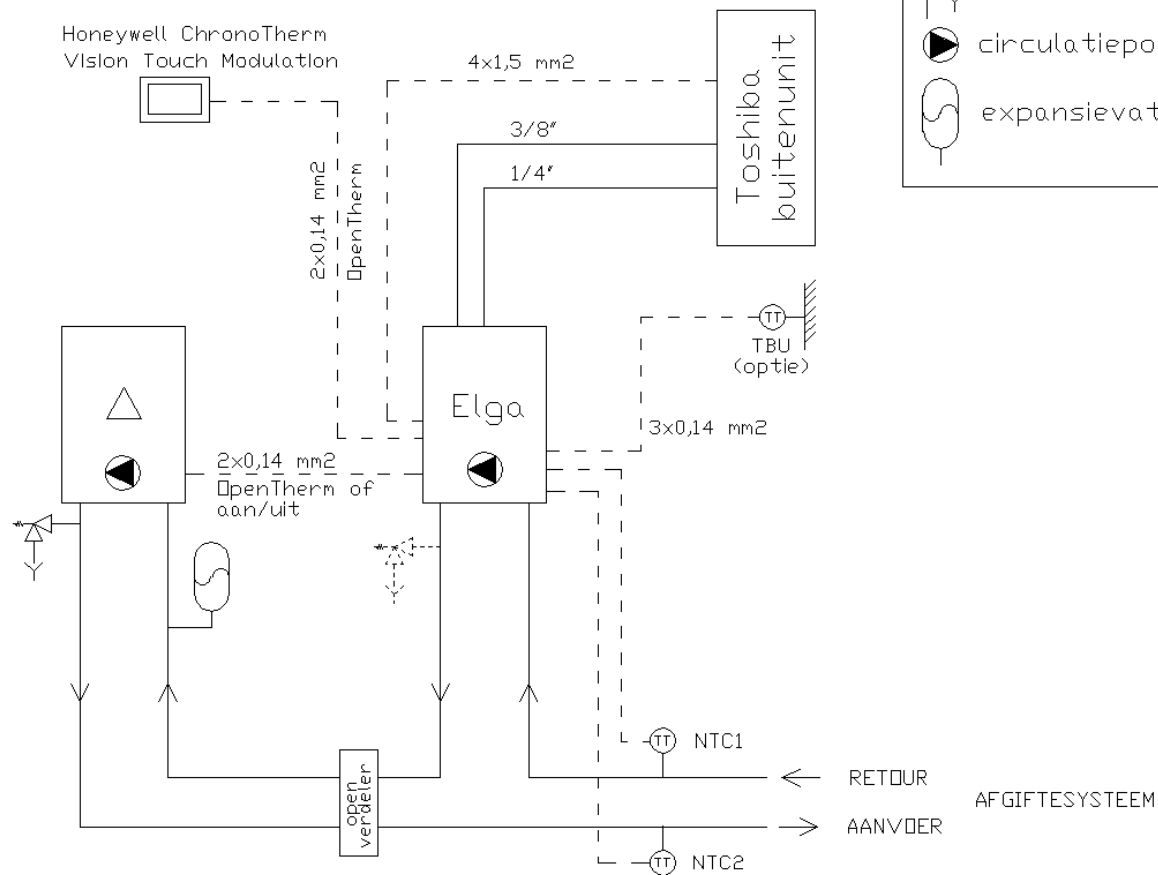 Honeywell ChronoTherm
Vision Touch Modulation
4x1,5 mm2
3/8"
1/4"
Toshiba
buitenunit
2x0,14 mm2
OpenTherm
expansievat
TT
TBU
(optie)
3x0,14 mm2
Elga
2x0,14 mm2
OpenTherm of
aan/uit
TT NTC1
RETOUR
AFGIFTESYSTEEM
open
verdeler
AANVOER
TT NTC2